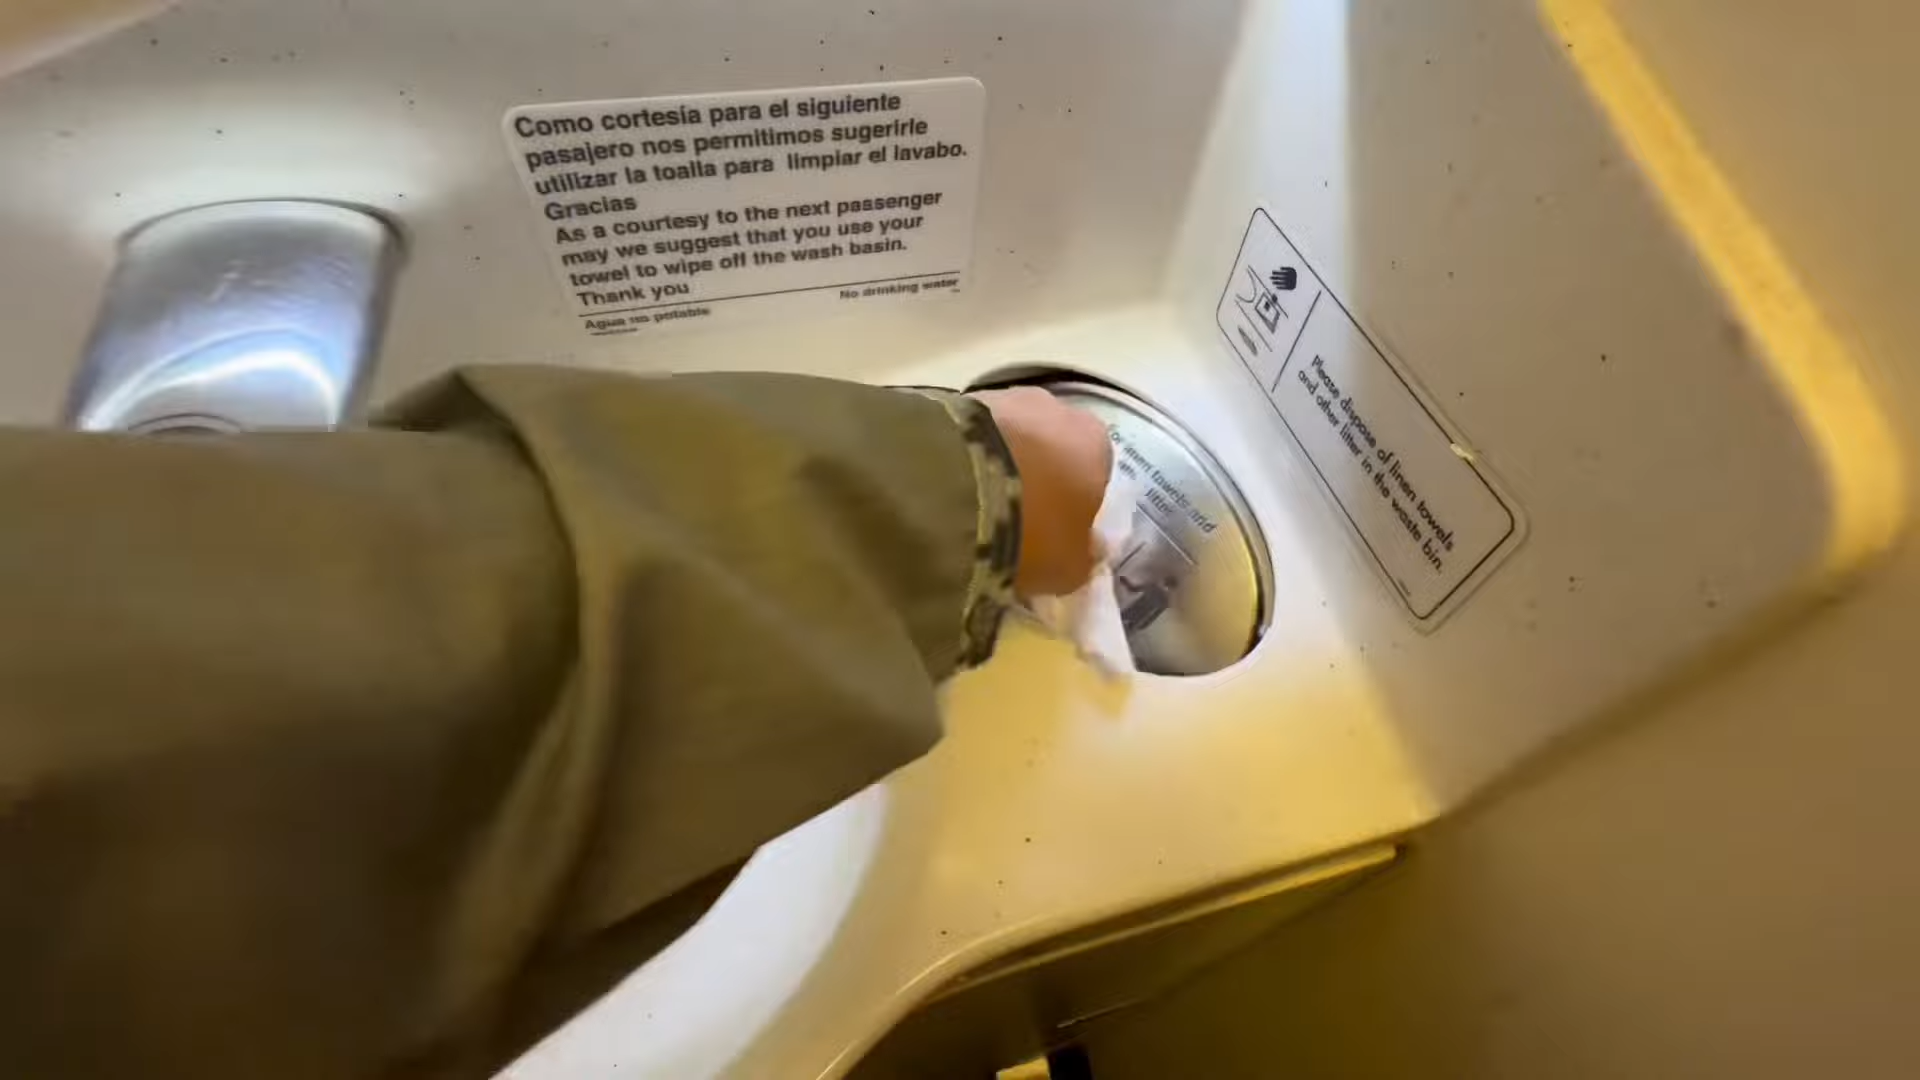 Como cortesía para el siguiente
pasajero nos permitimos sugerirle
utilizar la toalla para limpiar el lavabo.
Gracias
As a courtesy to the next passenger
may we suggest that you use your
towel to wipe off the wash basin.
Thank you
Agua no potable
No drinking water
For linen towels and
litter
waste
Please dispose of linen towels
and other litter in the waste bin.